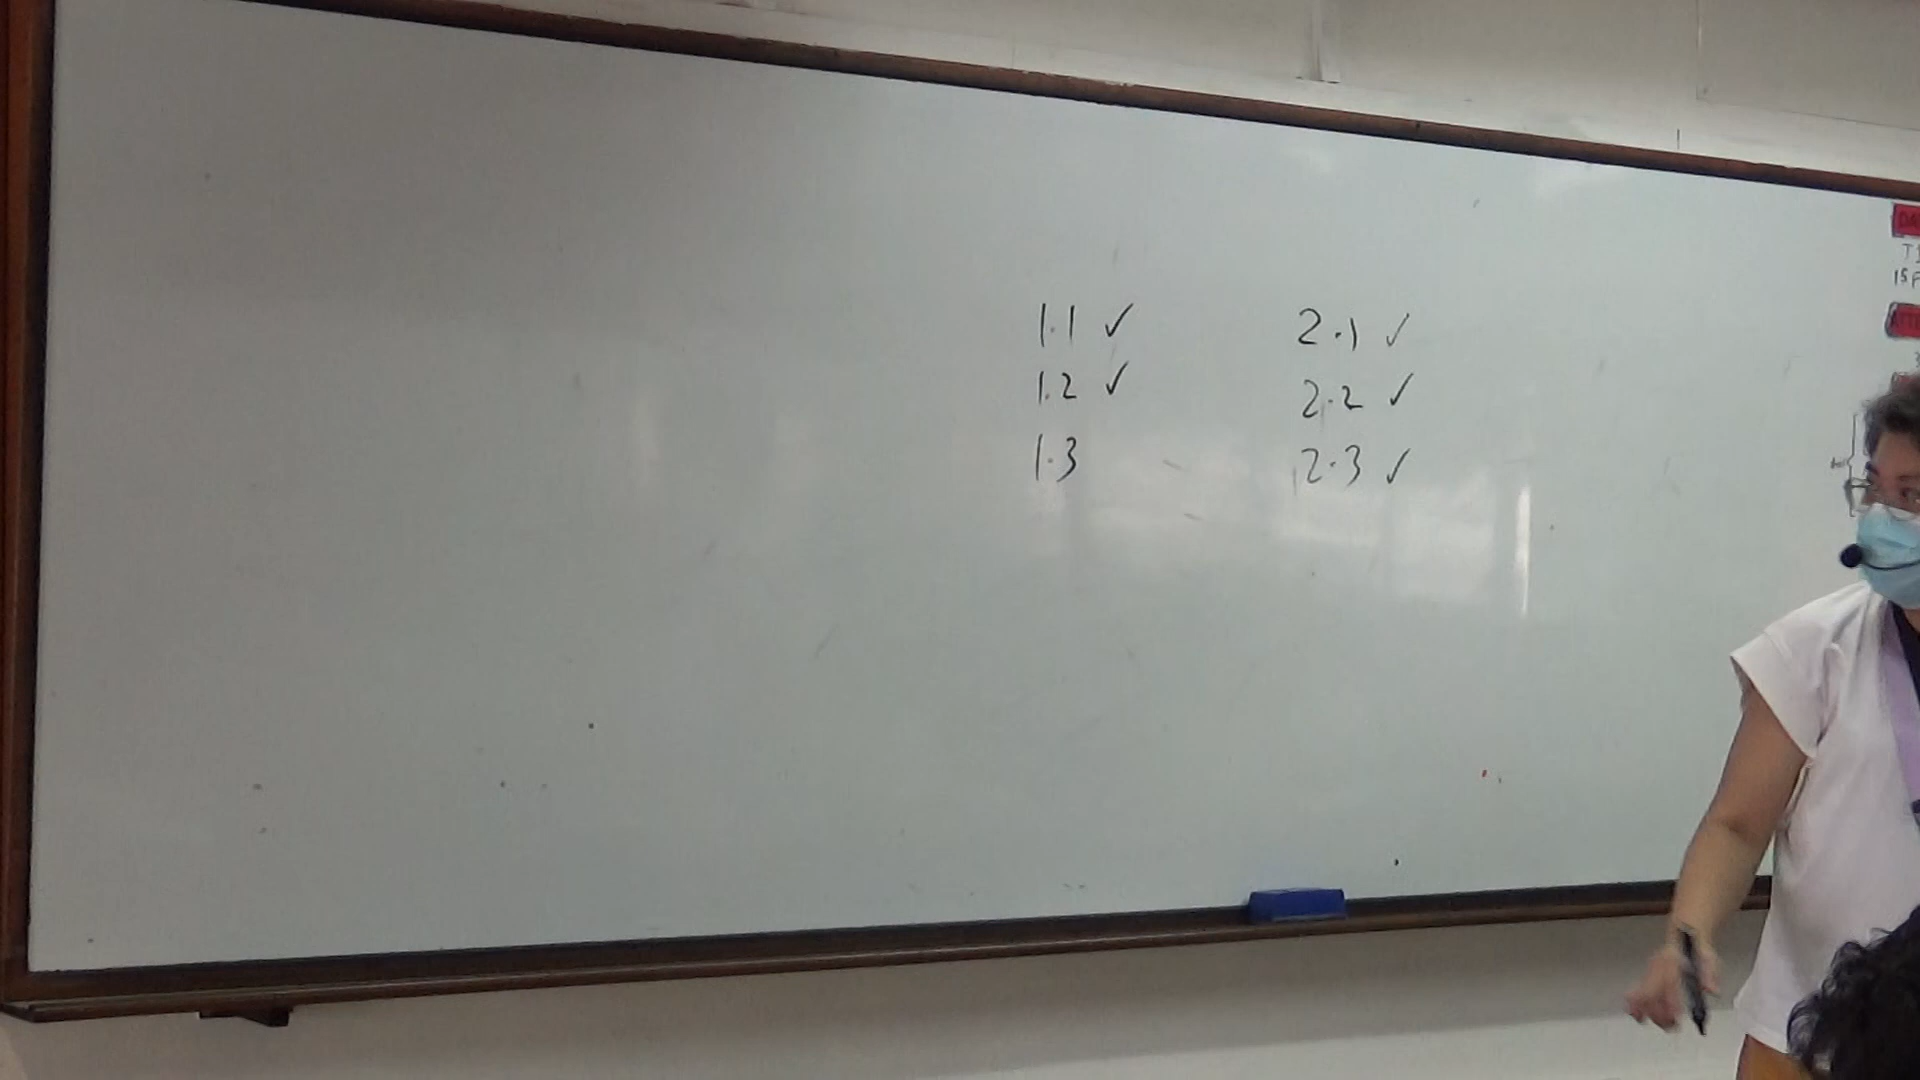 1.1 ✓ 2.1 ✓
1.2 ✓ 2.2 ✓
1.3 2.3 ✓